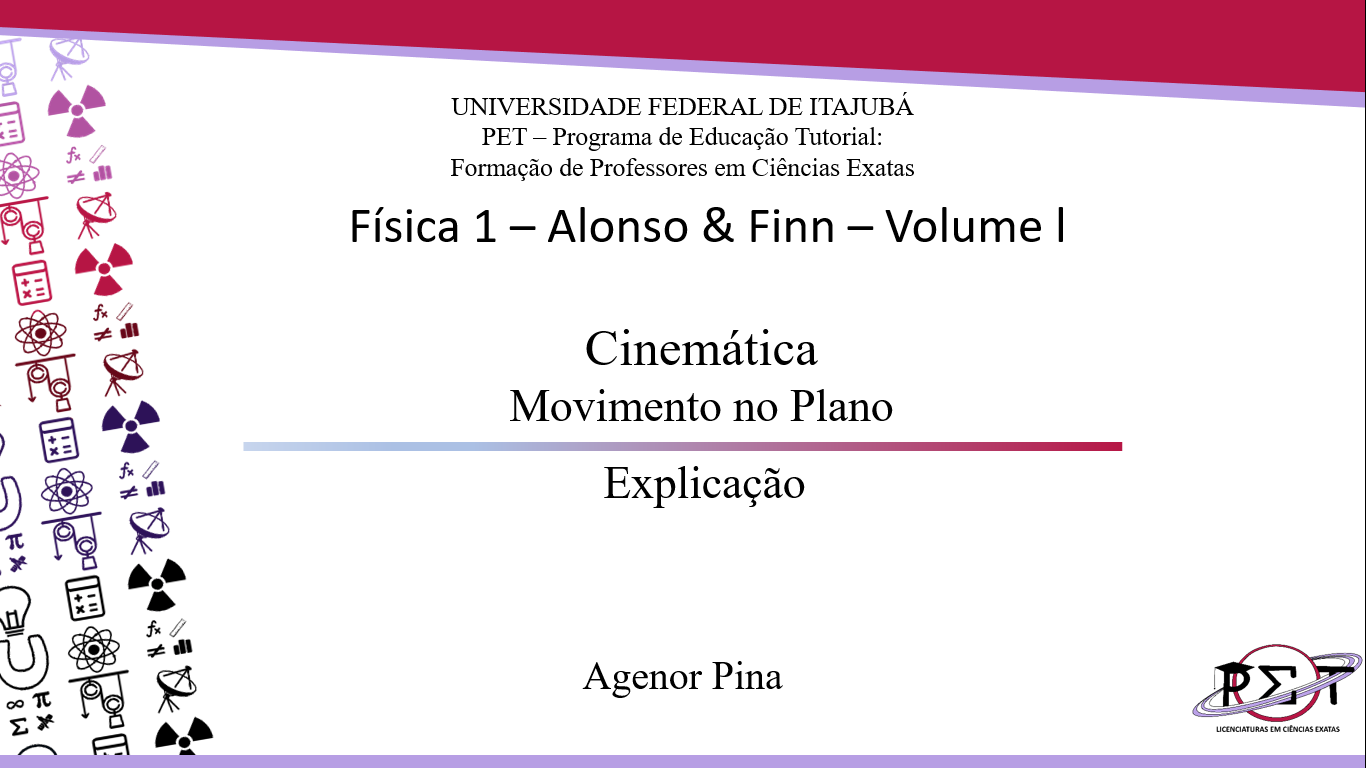 UNIVERSIDADE FEDERAL DE ITAJUBÁ
PET – Programa de Educação Tutorial:
Formação de Professores em Ciências Exatas
Física 1 – Alonso & Finn – Volume l
Cinemática
Movimento no Plano
Explicação
Agenor Pina
PΣT
LICENCIATURAS EM CIÊNCIAS EXATAS